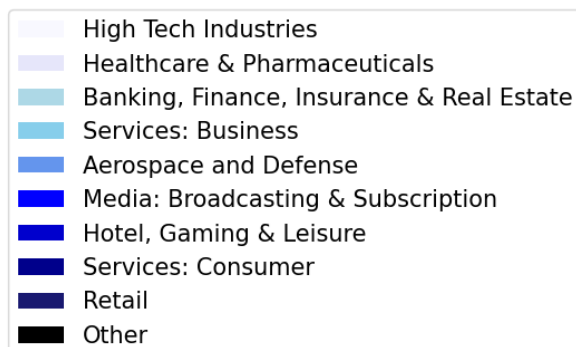 High Tech Industries
Healthcare & Pharmaceuticals
Banking, Finance, Insurance & Real Estate
Services: Business
Aerospace and Defense
Media: Broadcasting & Subscription
Hotel, Gaming & Leisure
Services: Consumer
Retail
Other